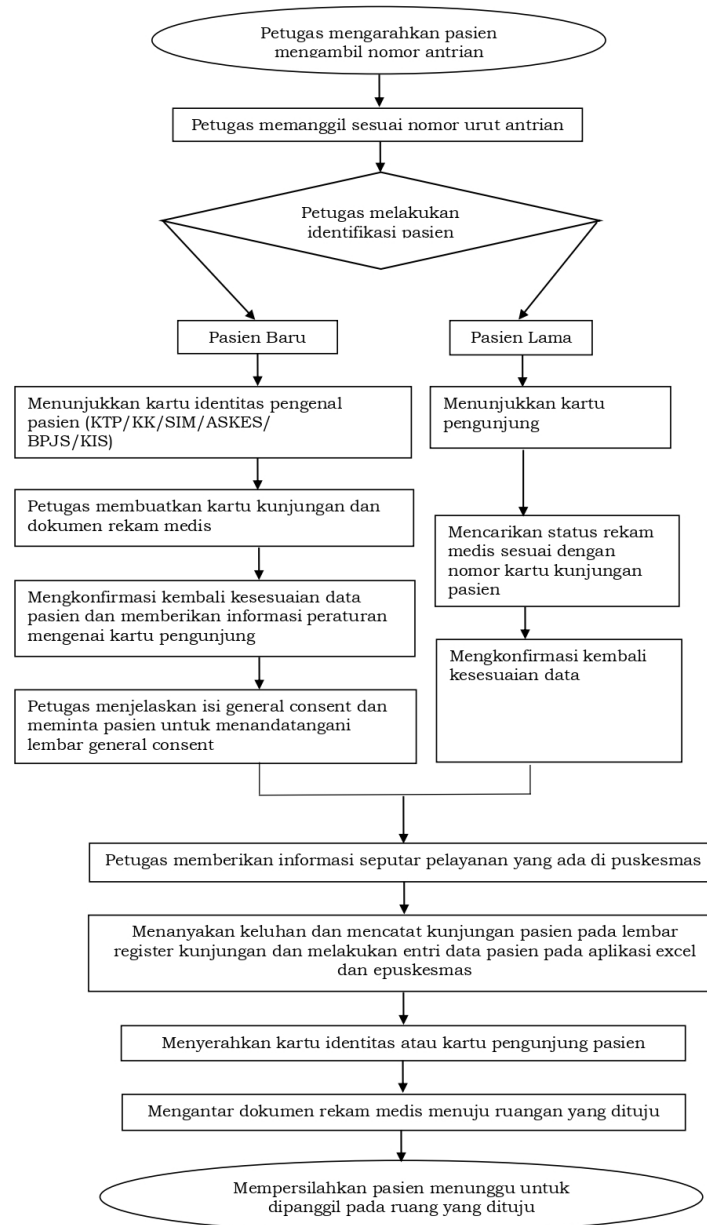 Petugas mengarahkan pasien
mengambil nomor antrian
Petugas memanggil sesuai nomor urut antrian
Petugas melakukan
identifikasi pasien
Pasien Baru
Menunjukkan kartu identitas pengenal
pasien (KTP/KK/SIM/ASKES/
BPJS/KIS)
Petugas membuatkan kartu kunjungan dan
dokumen rekam medis
Mengkonfirmasi kembali kesesuaian data
pasien dan memberikan informasi peraturan
mengenai kartu pengunjung
Petugas menjelaskan isi general consent dan
meminta pasien untuk menandatangani
lembar general consent
Pasien Lama
Menunjukkan kartu
pengunjung
Mencarikan status rekam
medis sesuai dengan
nomor kartu kunjungan
pasien
Mengkonfirmasi kembali
kesesuaian data
Petugas memberikan informasi seputar pelayanan yang ada di puskesmas
Menanyakan keluhan dan mencatat kunjungan pasien pada lembar
register kunjungan dan melakukan entri data pasien pada aplikasi excel
dan epuskesmas
Menyerahkan kartu identitas atau kartu pengunjung pasien
Mengantar dokumen rekam medis menuju ruangan yang dituju
Mempersilahkan pasien menunggu untuk
dipanggil pada ruang yang dituju